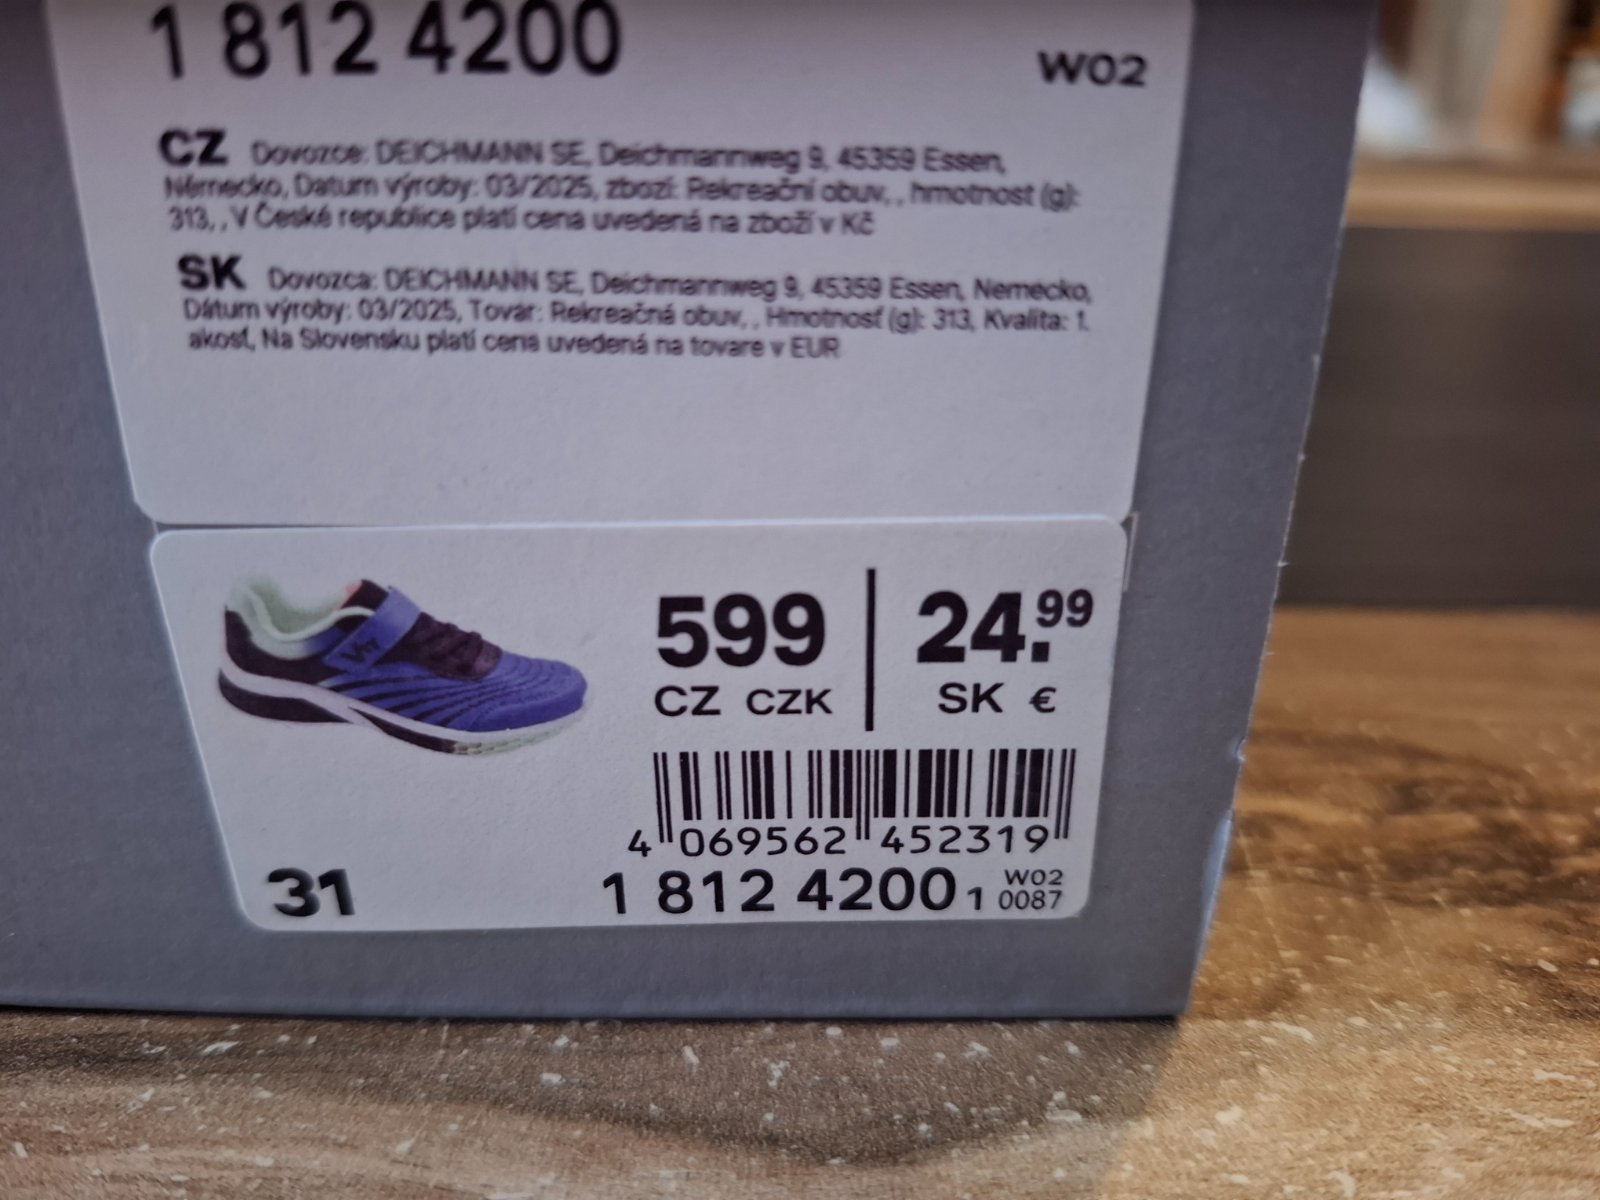 1 812 4200
W02
CZ Dovozce: DEICHMANN SE, Deichmannweg 9, 45359 Essen,
Německo, Datum výroby: 03/2025, zboží: Rekreační obuv, , hmotnost (g):
313, , V České republice platí cena uvedená na zboží v Kč
SK Dovozca: DEICHMANN SE, Deichmannweg 9, 45359 Essen, Nemecko,
Dátum výroby: 03/2025, Tovar: Rekreačná obuv, , Hmotnosť (g): 313, Kvalita: 1.
akosť, Na Slovensku platí cena uvedená na tovare v EUR
599
CZ CZK
24.99
SK €
4 069562 452319
31
1 812 4200 1
W02
0087